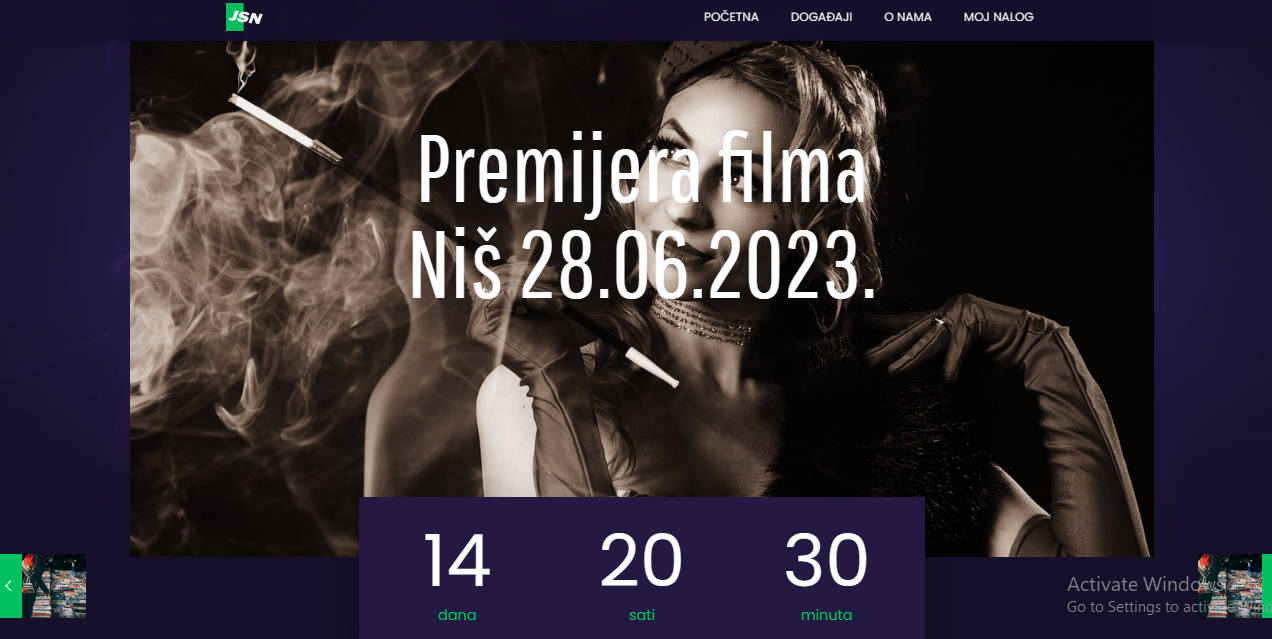 JSN
POČETNA DOGAĐAJI O NAMA MOJ NALOG
Premijera filma
Niš 28.06.2023.
14 20 30
dana sati minuta
Activate Windows
Go to Settings to activate Wind